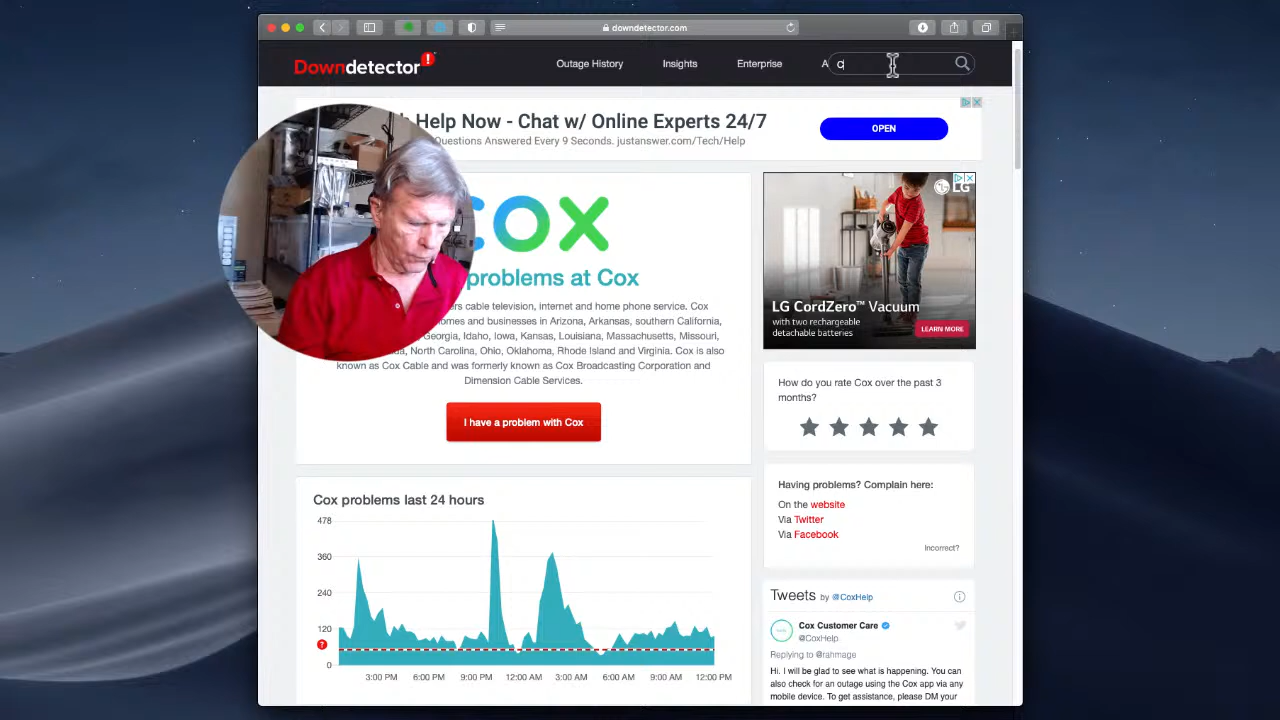 downdetector.com
Downdetector!
Outage History
Insights
Enterprise
A
c
Help Now - Chat w/ Online Experts 24/7
Questions Answered Every 9 Seconds. justanswer.com/Tech/Help
OPEN
COX
problems at Cox
cable television, internet and home phone service. Cox
and businesses in Arizona, Arkansas, southern California,
Georgia, Idaho, Iowa, Kansas, Louisiana, Massachusetts, Missouri,
North Carolina, Ohio, Oklahoma, Rhode Island and Virginia. Cox is also
known as Cox Cable and was formerly known as Cox Broadcasting Corporation and
Dimension Cable Services.
I have a problem with Cox
LG
LG CordZero™ Vacuum
with two rechargeable
detachable batteries
LEARN MORE
How do you rate Cox over the past 3
months?
Having problems? Complain here:
On the website
Via Twitter
Via Facebook
Incorrect?
Cox problems last 24 hours
478
360
240
120
?
0
3:00 PM 6:00 PM 9:00 PM 12:00 AM 3:00 AM 6:00 AM 9:00 AM 12:00 PM
Tweets by @CoxHelp
Cox Customer Care
@CoxHelp
Replying to @rahmage
Hi. I will be glad to see what is happening. You can
also check for an outage using the Cox app via any
mobile device. To get assistance, please DM your